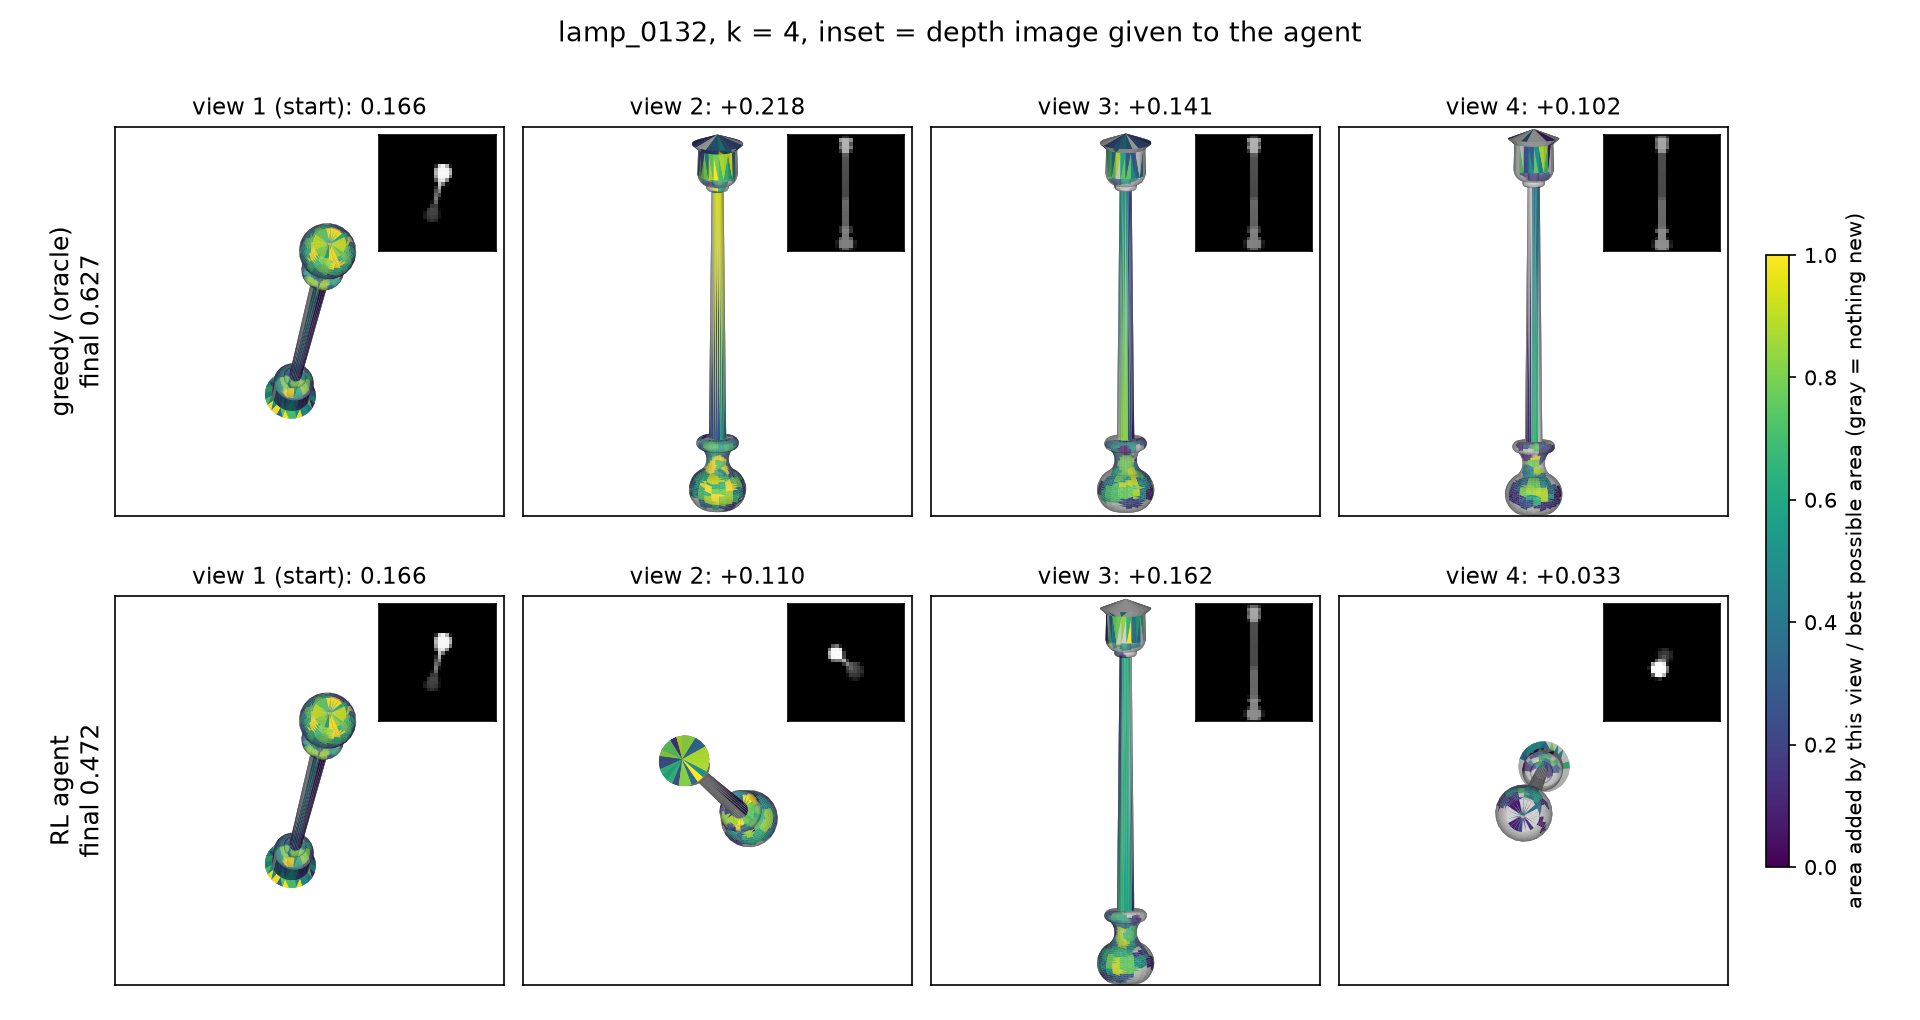 lamp_0132, k = 4, inset = depth image given to the agent
view 1 (start): 0.166
view 2: +0.218
view 3: +0.141
view 4: +0.102
greedy (oracle)
final 0.627
view 1 (start): 0.166
view 2: +0.110
view 3: +0.162
view 4: +0.033
RL agent
final 0.472
1.0
0.8
0.6
0.4
0.2
0.0
area added by this view / best possible area (gray = nothing new)